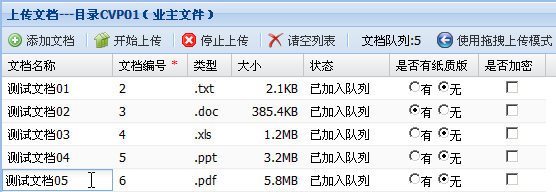 上传文档---目录CVP01（业主文件）
添加文档 开始上传 停止上传 请空列表 文档队列:5 使用拖拽上传模式
文档名称 文档编号 * 类型 大小 状态 是否有纸质版 是否加密
测试文档01 2 .txt 2.1KB 已加入队列 有 无
测试文档02 3 .doc 385.4KB 已加入队列 有 无
测试文档03 4 .xls 1.2MB 已加入队列 有 无
测试文档04 5 .ppt 3.2MB 已加入队列 有 无
测试文档05 6 .pdf 5.8MB 已加入队列 有 无